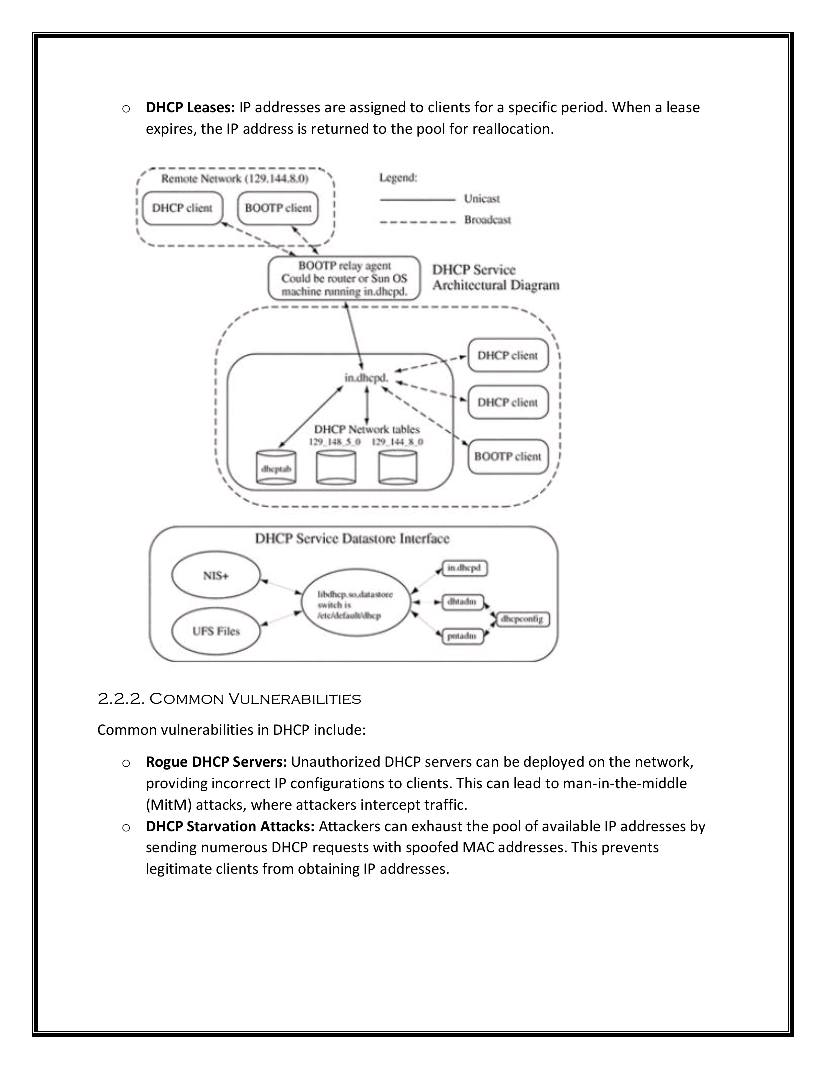 o DHCP Leases: IP addresses are assigned to clients for a specific period. When a lease
expires, the IP address is returned to the pool for reallocation.
Remote Network (129.144.8.0)
DHCP client
BOOTP client
Legend:
Unicast
Broadcast
BOOTP relay agent
Could be router or Sun OS
machine running in.dhcpd.
DHCP Service
Architectural Diagram
in.dhcpd.
DHCP client
DHCP client
BOOTP client
DHCP Network tables
129_148_5_0 129_144_8_0
dhcptab
DHCP Service Datastore Interface
NIS+
UFS Files
libdhcp.so.datastore
switch is
/etc/default/dhcp
in.dhcpd
dhtadm
pntadm
dhcpconfig
2.2.2. COMMON VULNERABILITIES
Common vulnerabilities in DHCP include:
o Rogue DHCP Servers: Unauthorized DHCP servers can be deployed on the network,
providing incorrect IP configurations to clients. This can lead to man-in-the-middle
(MitM) attacks, where attackers intercept traffic.
o DHCP Starvation Attacks: Attackers can exhaust the pool of available IP addresses by
sending numerous DHCP requests with spoofed MAC addresses. This prevents
legitimate clients from obtaining IP addresses.